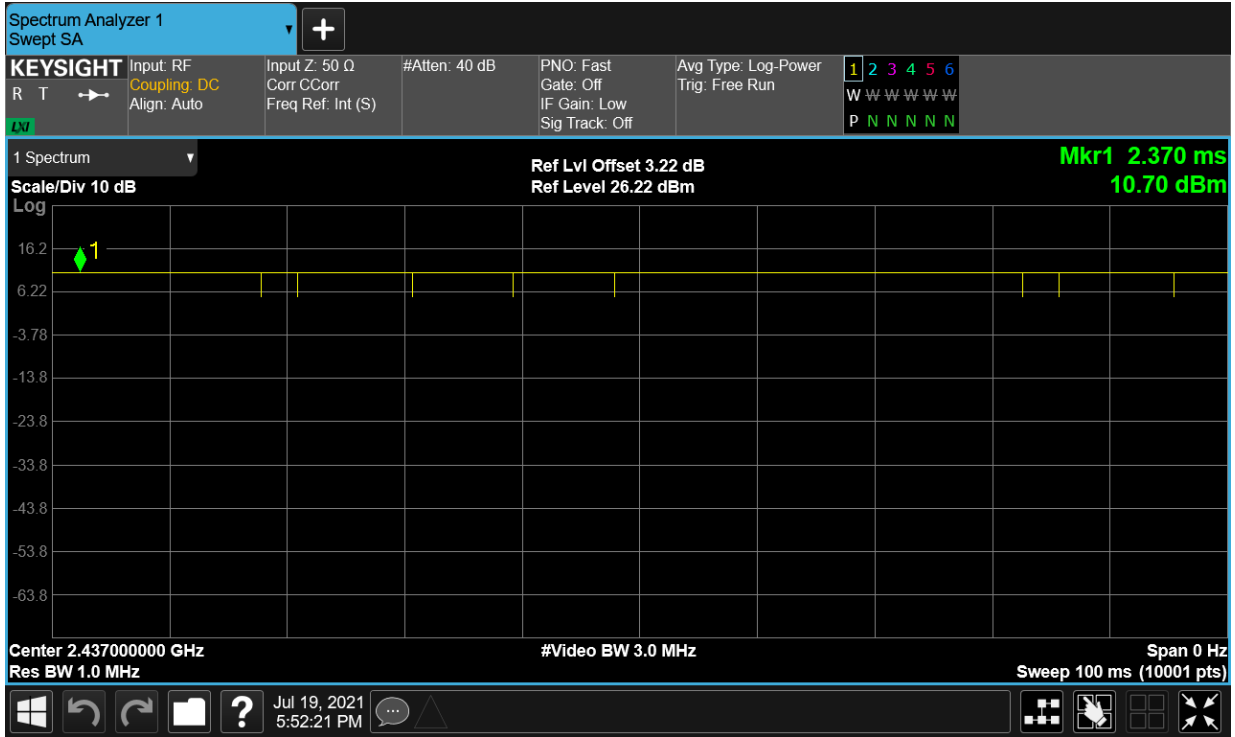 Spectrum Analyzer 1
Swept SA
KEYSIGHT
R T
LXI
Input: RF
Coupling: DC
Align: Auto
Input Z: 50 Ω
Corr CCorr
Freq Ref: Int (S)
#Atten: 40 dB
PNO: Fast
Gate: Off
IF Gain: Low
Sig Track: Off
Avg Type: Log-Power
Trig: Free Run
1 2 3 4 5 6
W W W W W W
P N N N N N
1 Spectrum
Scale/Div 10 dB
Log
Ref Lvl Offset 3.22 dB
Ref Level 26.22 dBm
Mkr1 2.370 ms
10.70 dBm
1
16.2
6.22
-3.78
-13.8
-23.8
-33.8
-43.8
-53.8
-63.8
Center 2.437000000 GHz
Res BW 1.0 MHz
#Video BW 3.0 MHz
Span 0 Hz
Sweep 100 ms (10001 pts)
?
Jul 19, 2021
5:52:21 PM